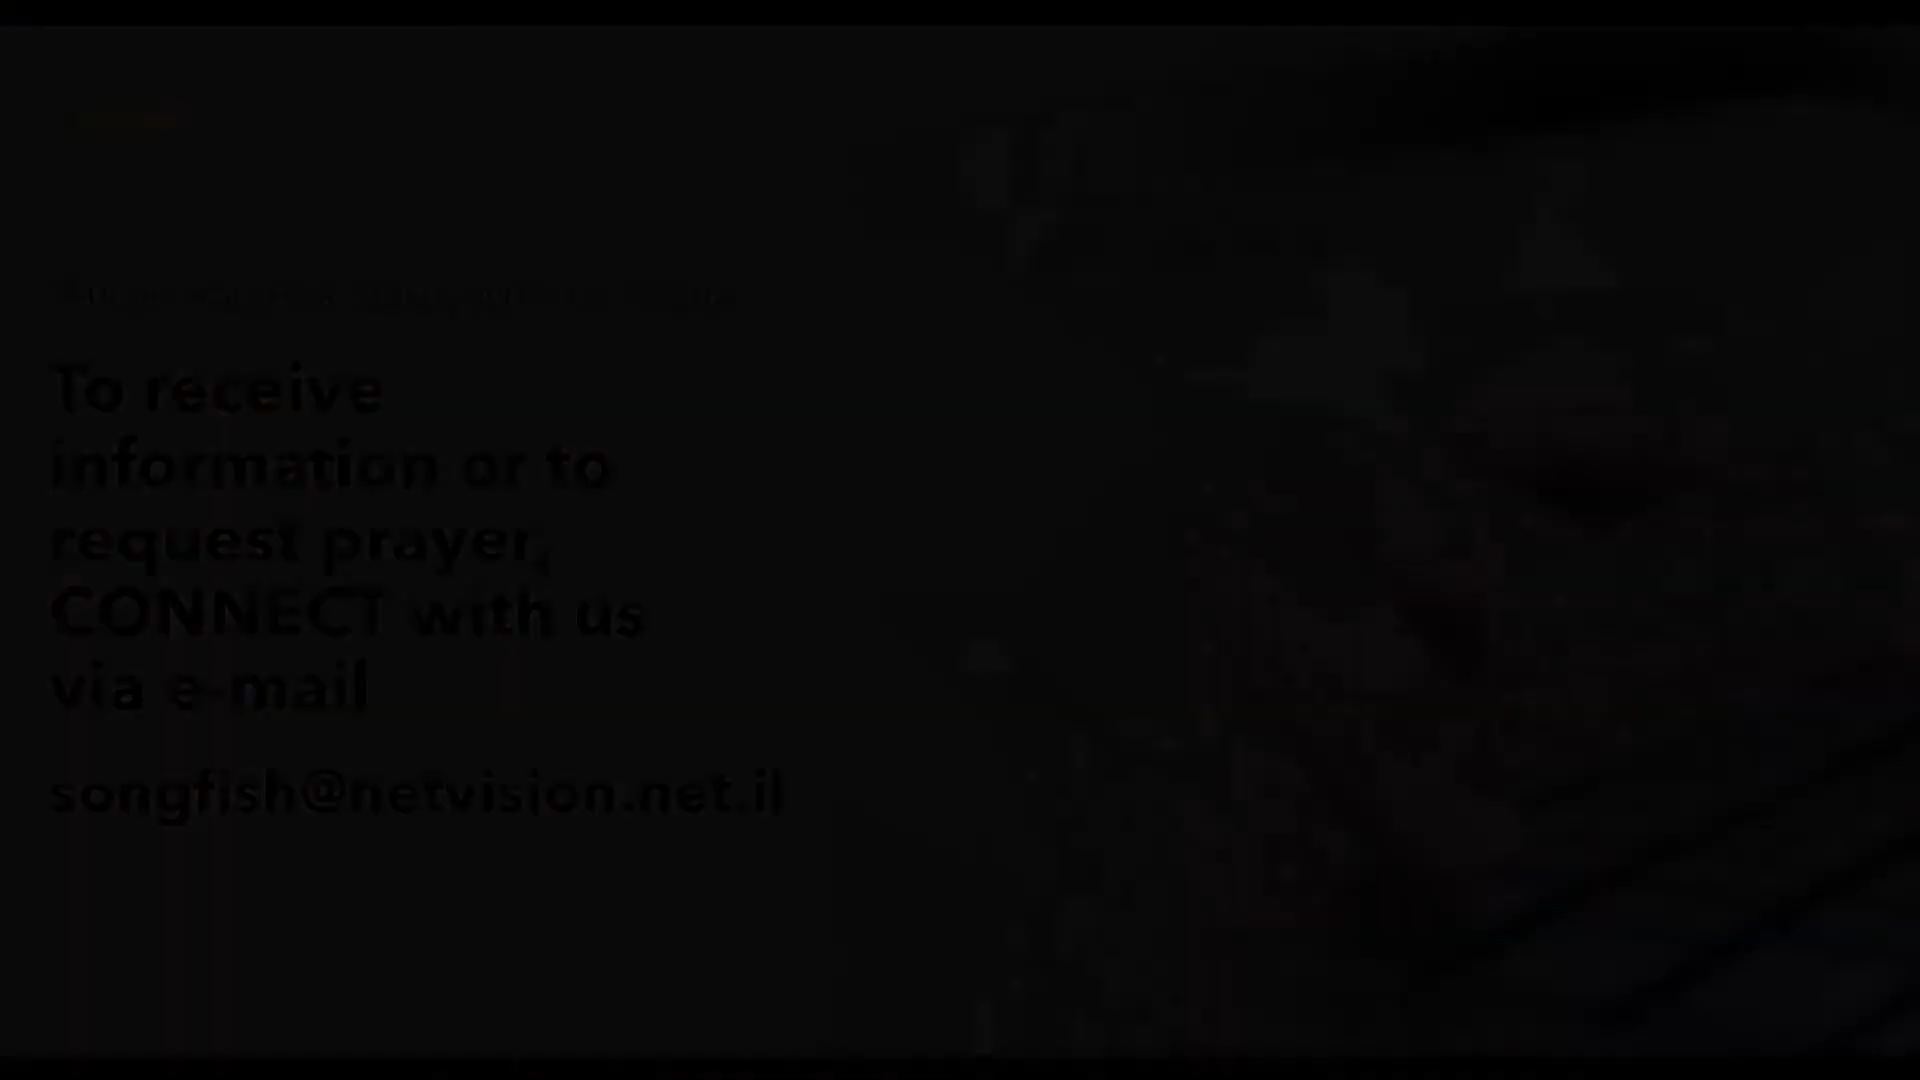 To receive
information or to
request prayer,
CONNECT with us
via e-mail
songfish@netvision.net.il